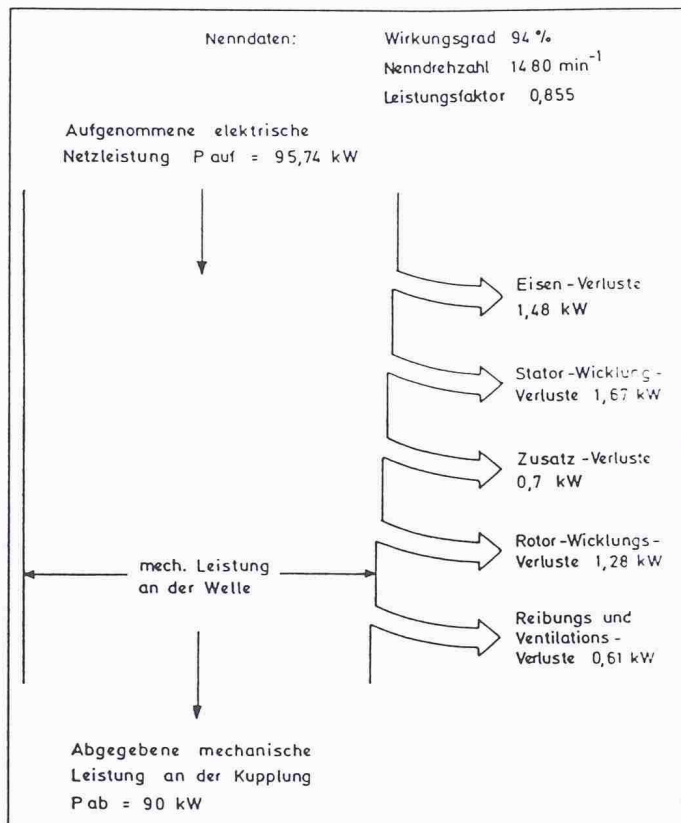 Nenndaten: Wirkungsgrad 94 %
Nenndrehzahl 1480 min⁻¹
Leistungsfaktor 0,855
Aufgenommene elektrische
Netzleistung P auf = 95,74 kW
Eisen-Verluste
1,48 kW
Stator-Wicklung-
Verluste 1,67 kW
Zusatz-Verluste
0,7 kW
Rotor-Wicklungs-
Verluste 1,28 kW
mech. Leistung
an der Welle
Reibungs und
Ventilations-
Verluste 0,61 kW
Abgegebene mechanische
Leistung an der Kupplung
P ab = 90 kW